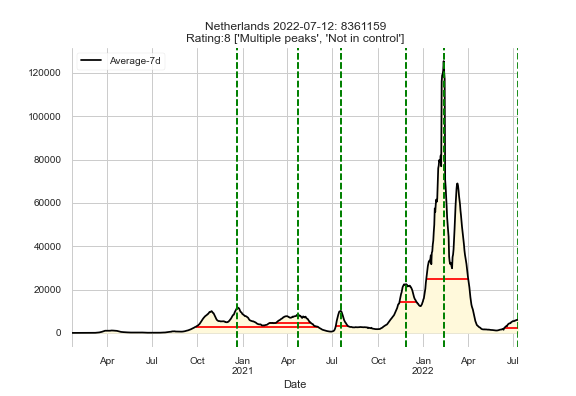 Netherlands 2022-07-12: 8361159
Rating:8 ['Multiple peaks', 'Not in control']
Average-7d
120000
100000
80000
60000
40000
20000
0
Apr Jul Oct Jan Apr Jul Oct Jan Apr Jul
2021 2022
Date